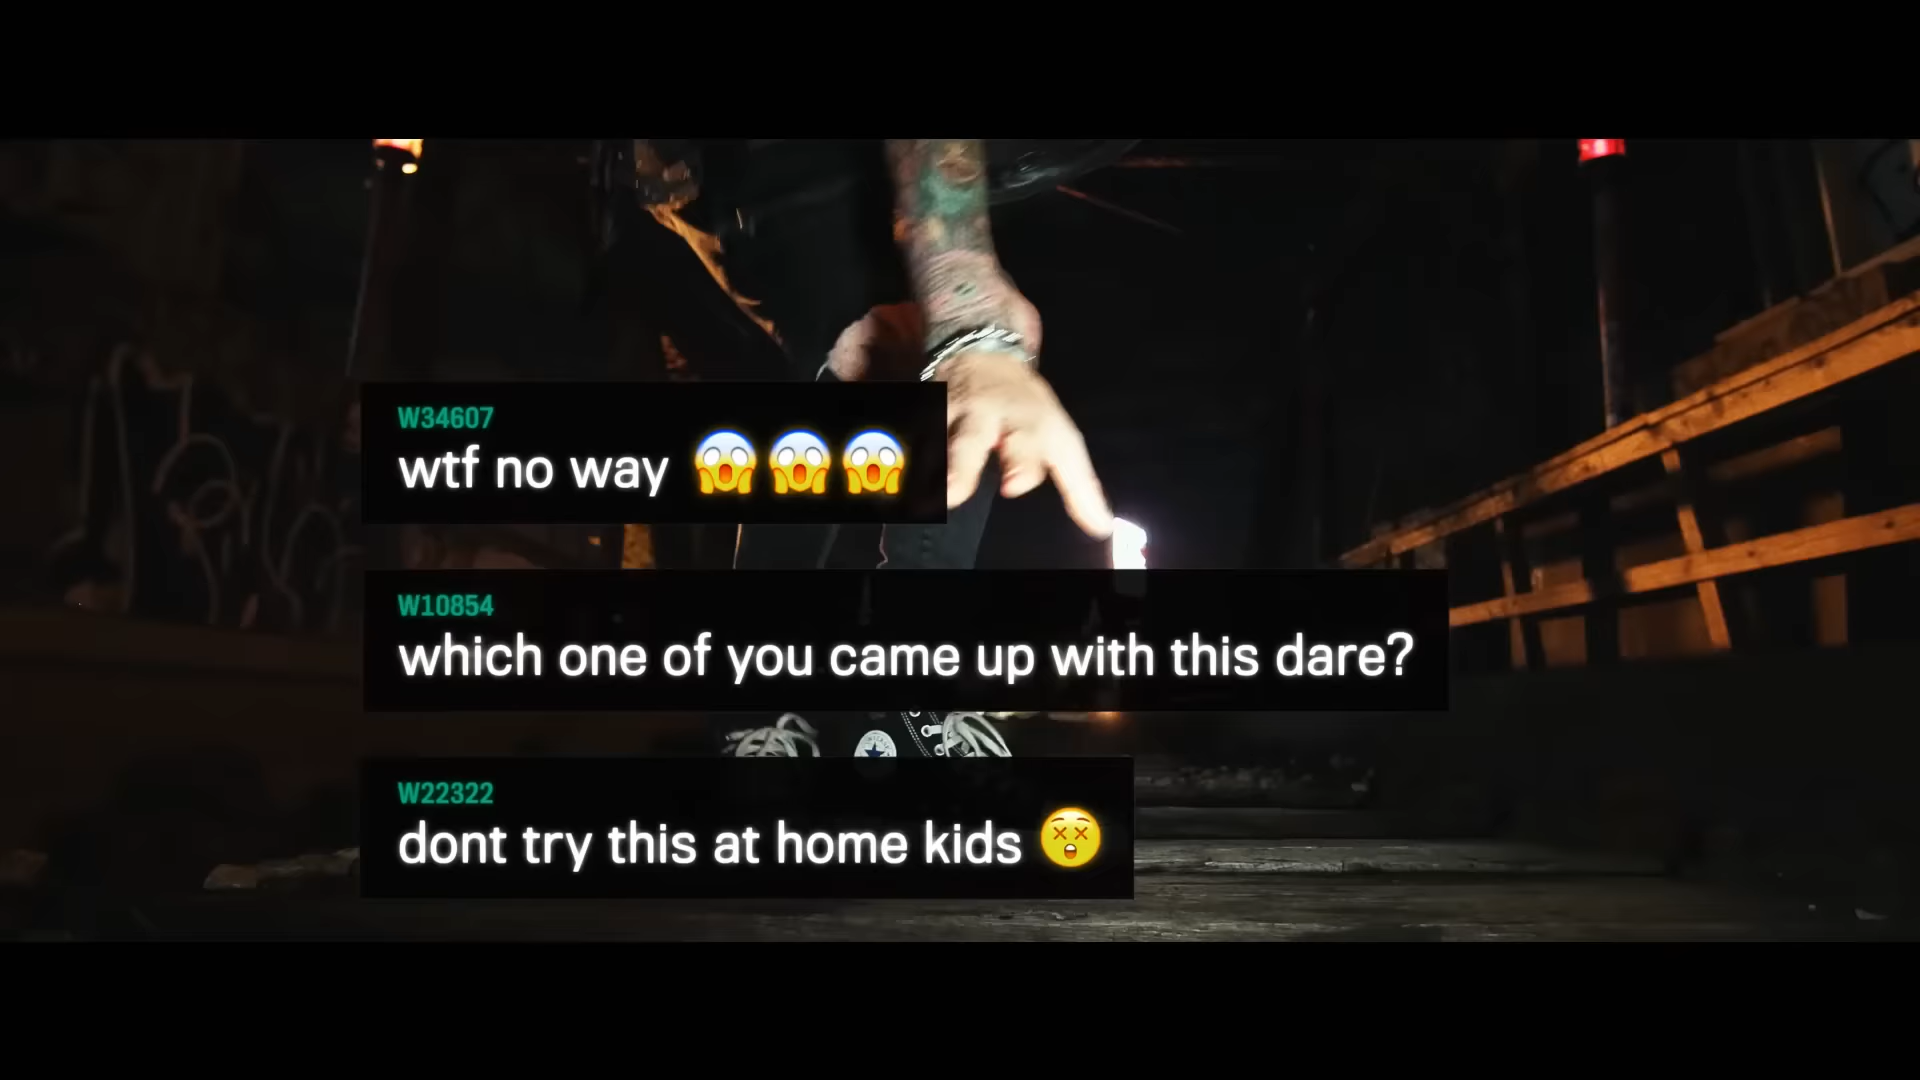 W34607
wtf no way 😱😱😱
W10854
which one of you came up with this dare?
W22322
dont try this at home kids 😲